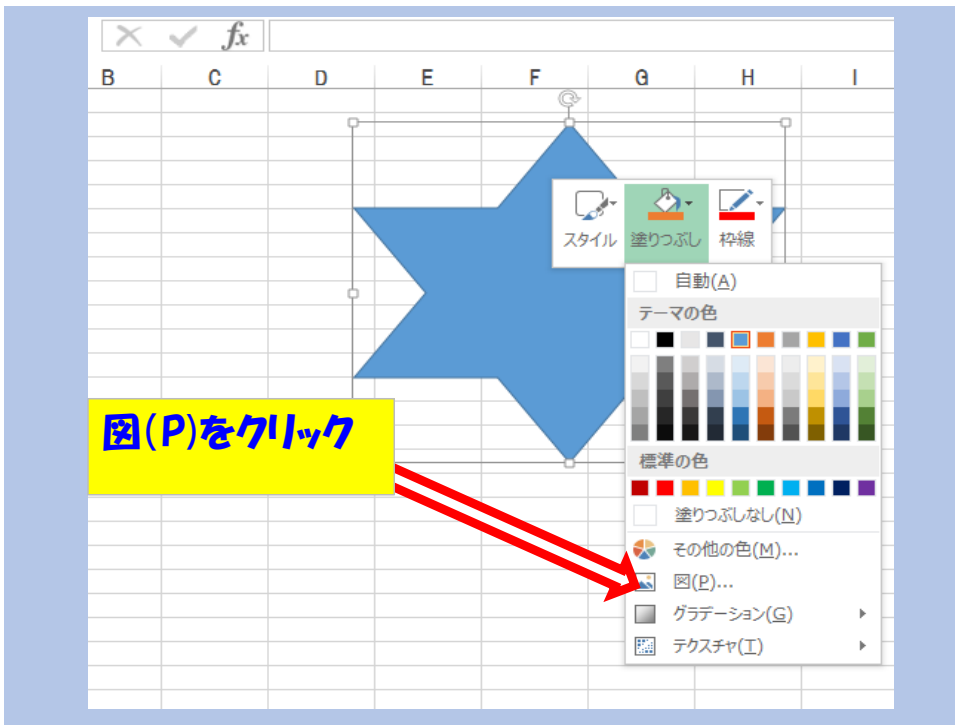 fx
B C D E F G H I
スタイル 塗りつぶし 枠線
自動(A)
テーマの色
図(P)をクリック
標準の色
塗りつぶしなし(N)
その他の色(M)...
図(P)...
グラデーション(G)
テクスチャ(T)